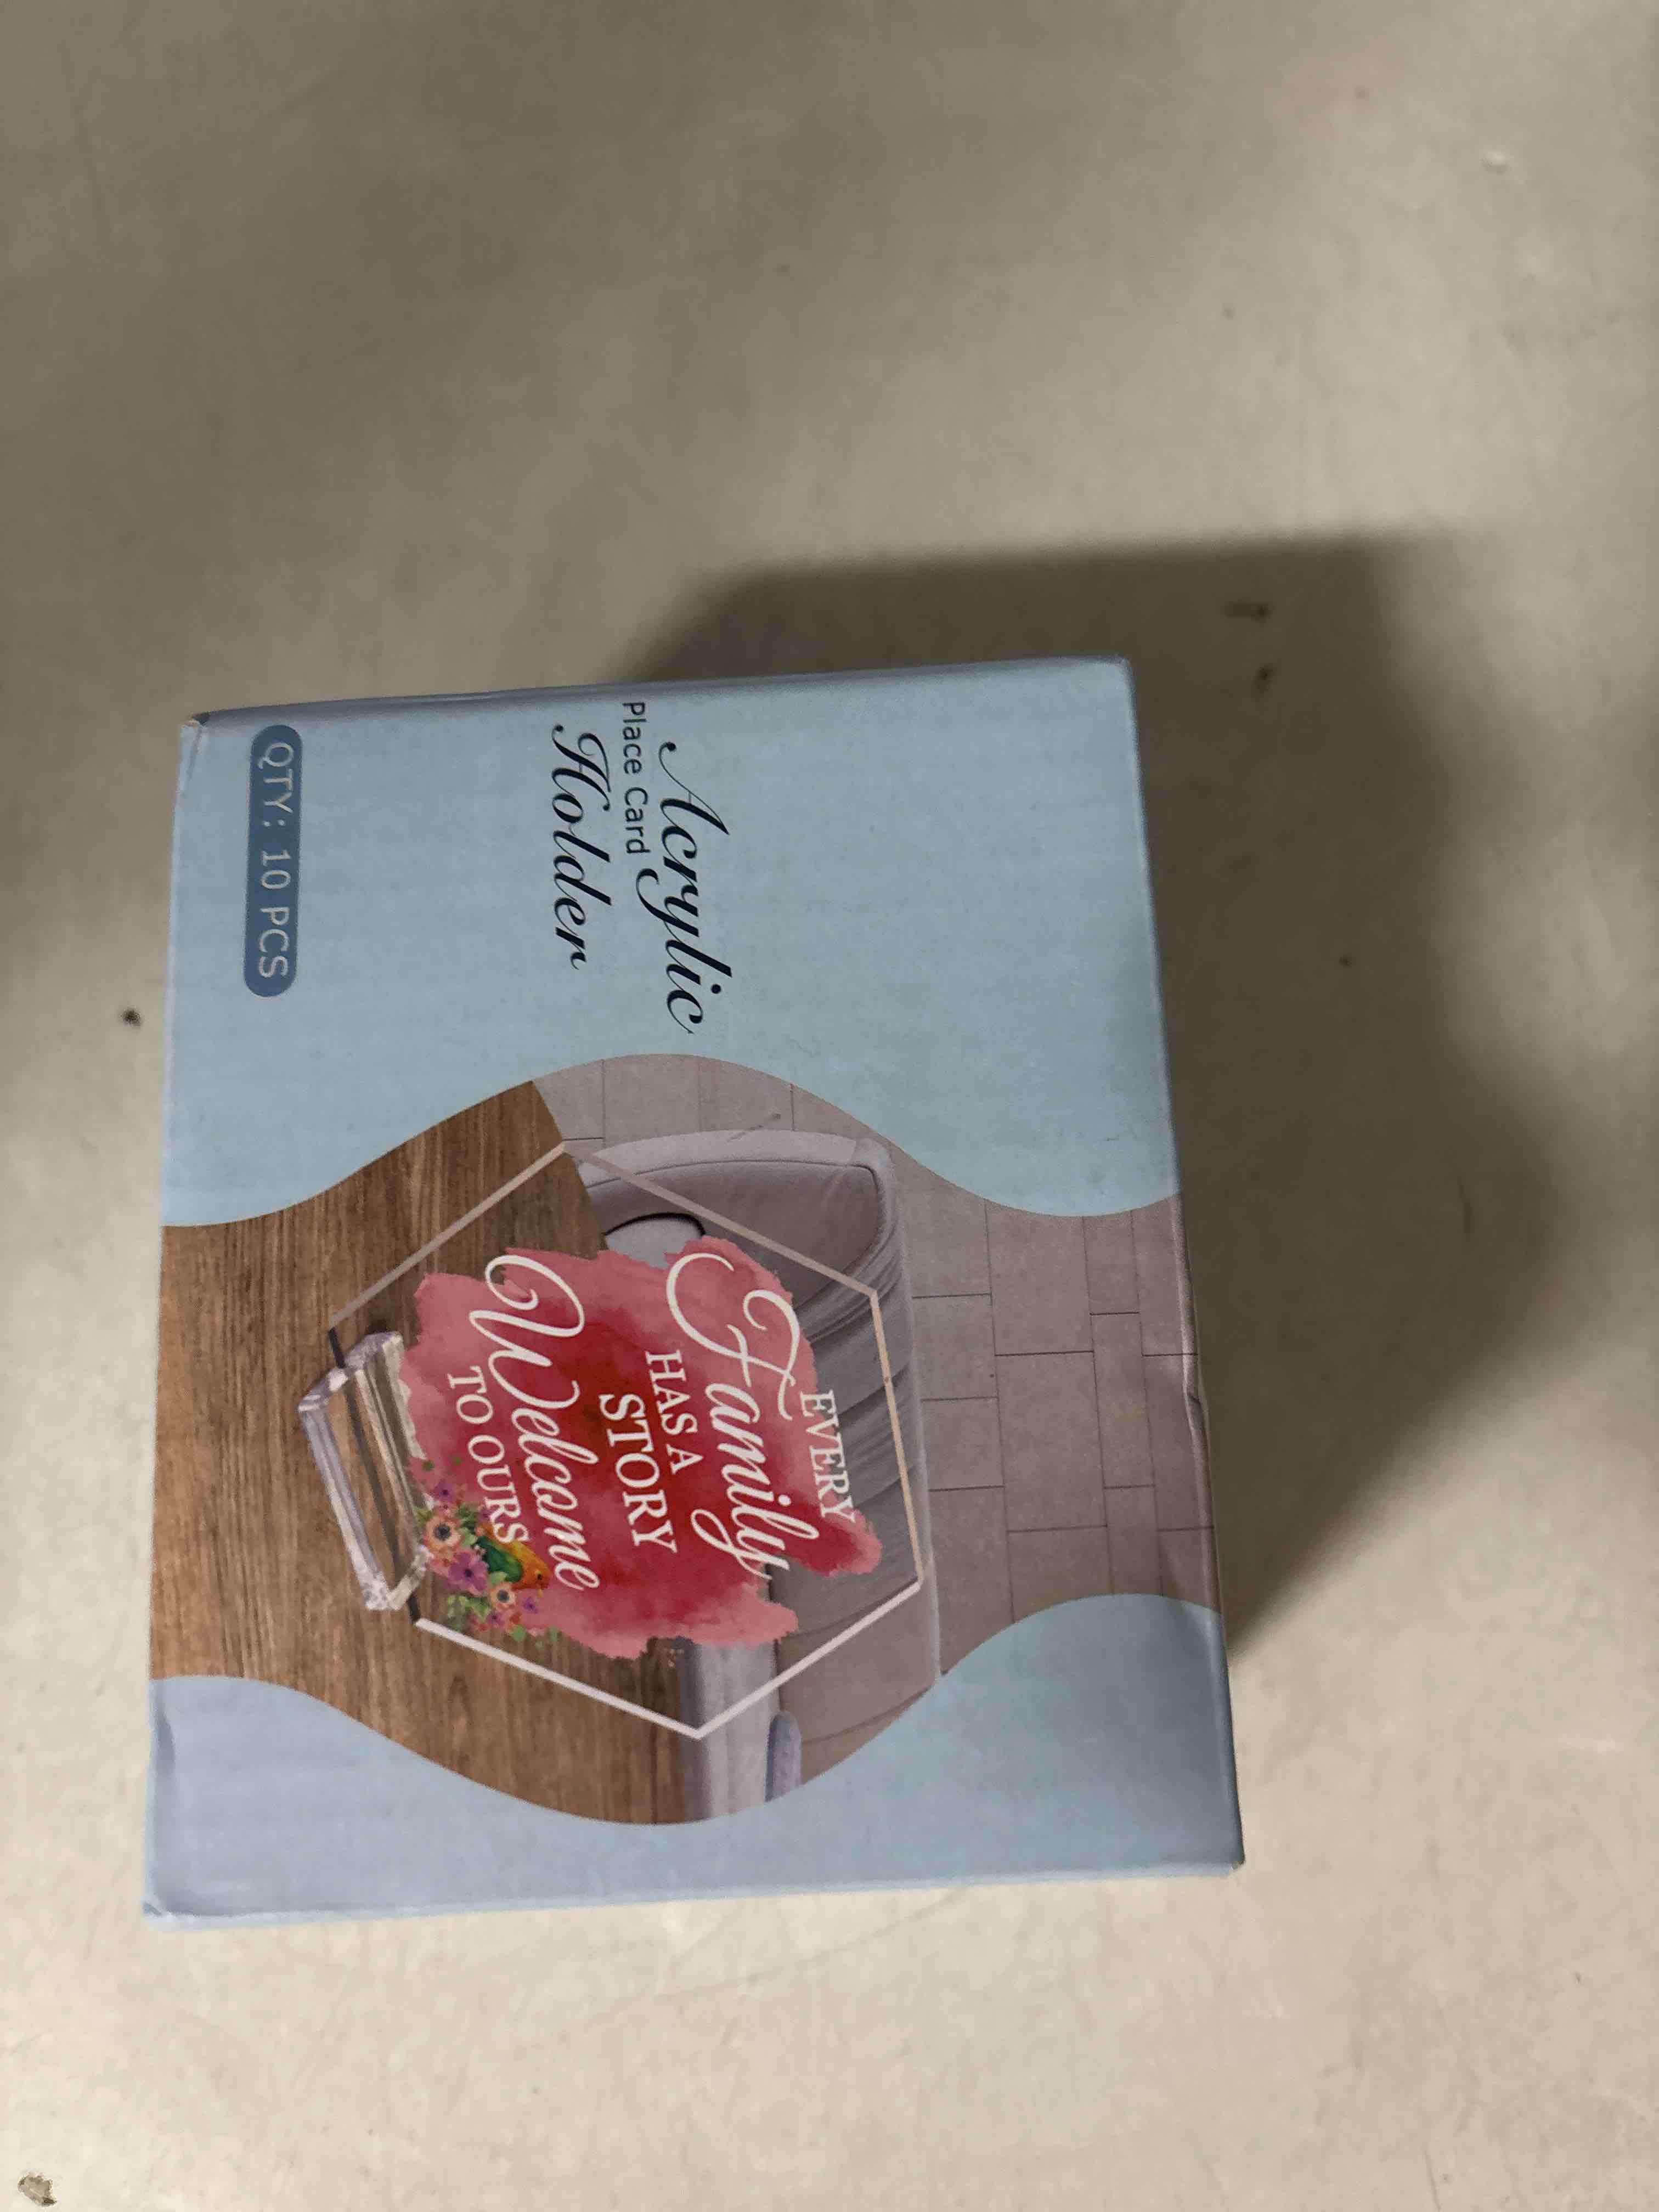 Acrylic
Place Card
Holder
QTY: 10 PCS
EVERY
Family
HAS A
STORY
Welcome
TO OURS